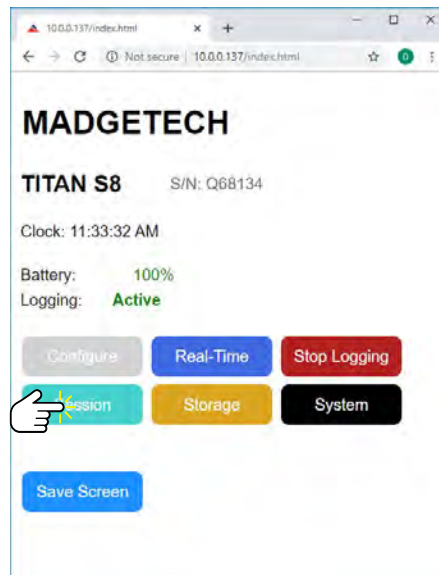 10.0.0.137/index.html
Not secure 10.0.0.137/index.html
MADGETECH
TITAN S8 S/N: Q68134
Clock: 11:33:32 AM
Battery: 100%
Logging: Active
Configure Real-Time Stop Logging
Storage System
Save Screen